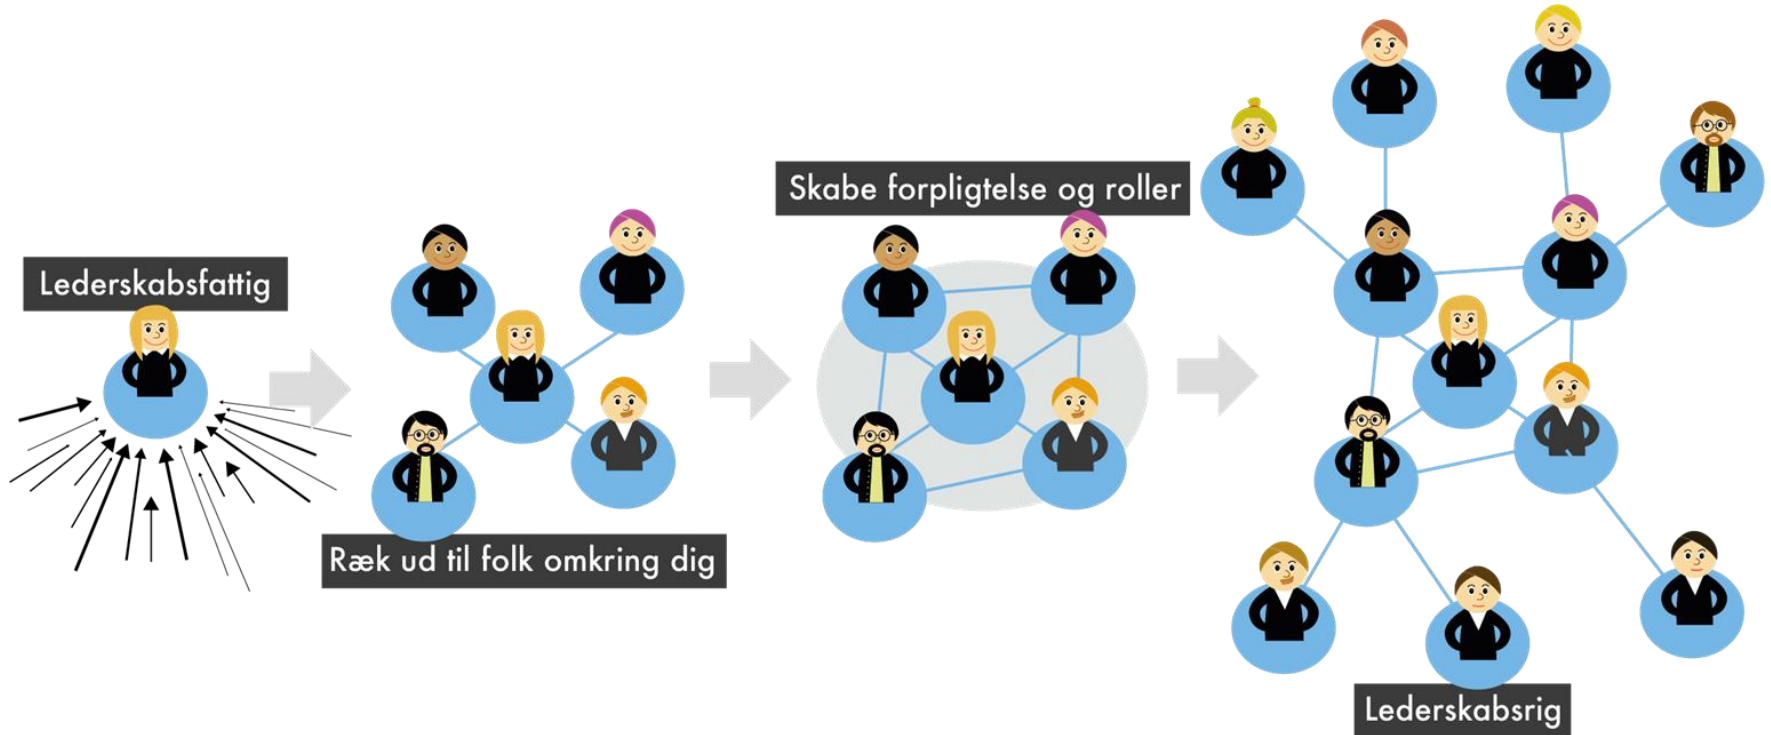 Lederskabsfattig
Ræk ud til folk omkring dig
Skabe forpligtelse og roller
Lederskabsrig